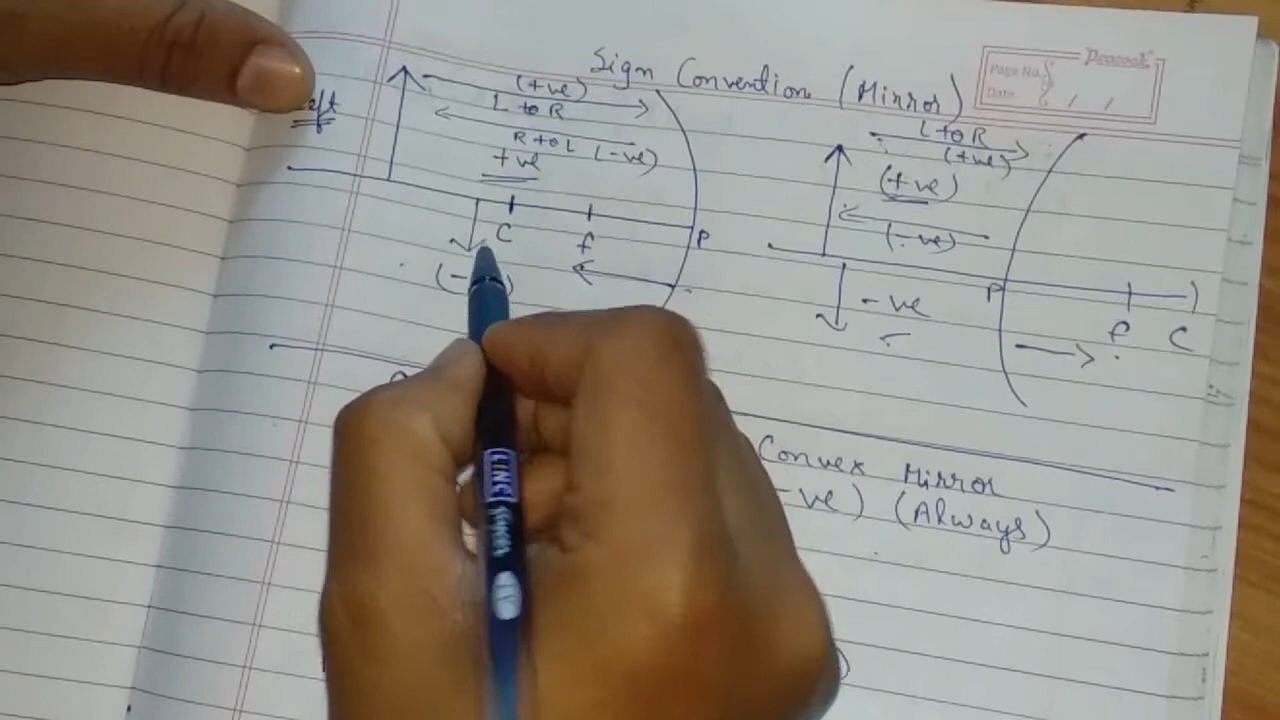 Sign Convention (Mirror)
Peacock
Page No.
Date / /
(+ve)
L to R
R to L (-ve)
+ve
C
f
P
L to R
(+ve)
(+ve)
(-ve)
P
-ve
f
C
Convex Mirror
-ve) (Always)
LINC